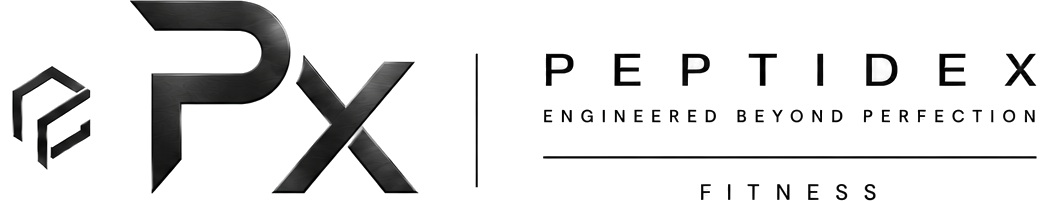 Px
PEPTIDEX
ENGINEERED BEYOND PERFECTION
FITNESS